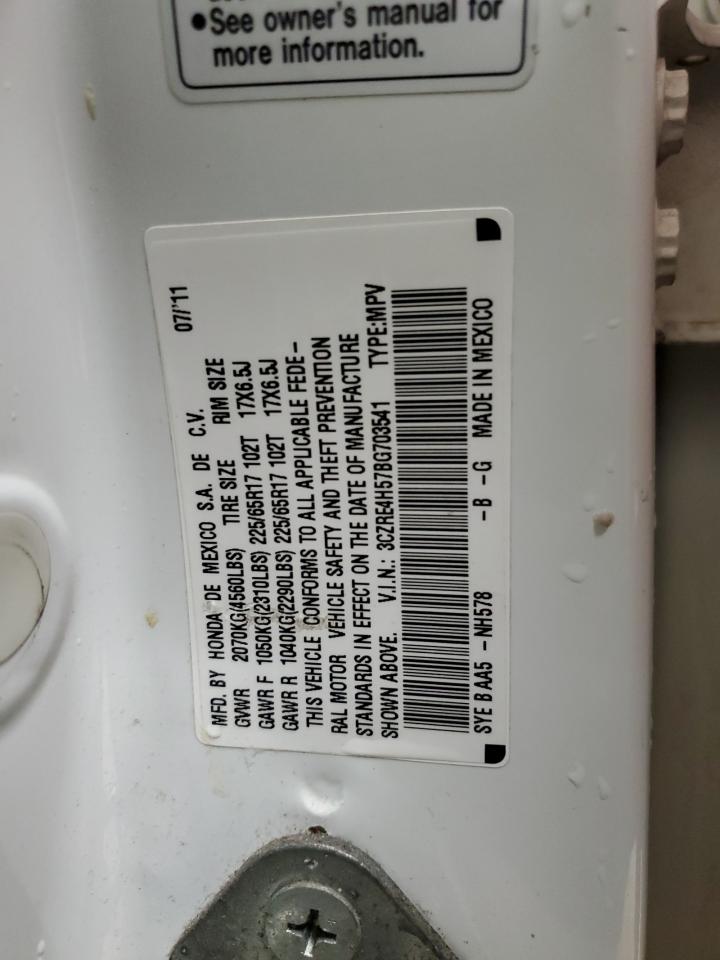 ● See owner's manual for
more information.
MFD. BY HONDA DE MEXICO S.A. DE C.V. 07/'11
GVWR 2070KG(4560LBS) TIRE SIZE RIM SIZE
GAWR F 1050KG(2310LBS) 225/65R17 102T 17X6.5J
GAWR R 1040KG(2290LBS) 225/65R17 102T 17X6.5J
THIS VEHICLE CONFORMS TO ALL APPLICABLE FEDE-
RAL MOTOR VEHICLE SAFETY AND THEFT PREVENTION
STANDARDS IN EFFECT ON THE DATE OF MANUFACTURE
SHOWN ABOVE. V.I.N.: 3CZRE4H57BG703541 TYPE:MPV
SYE B AA5 -NH578 -B -G MADE IN MEXICO